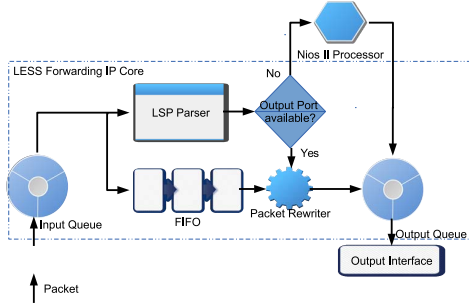 Nios II Processor
LESS Forwarding IP Core
No
LSP Parser
Output Port
available?
Yes
Input Queue
FIFO
Packet Rewriter
Output Queue
Output Interface
Packet